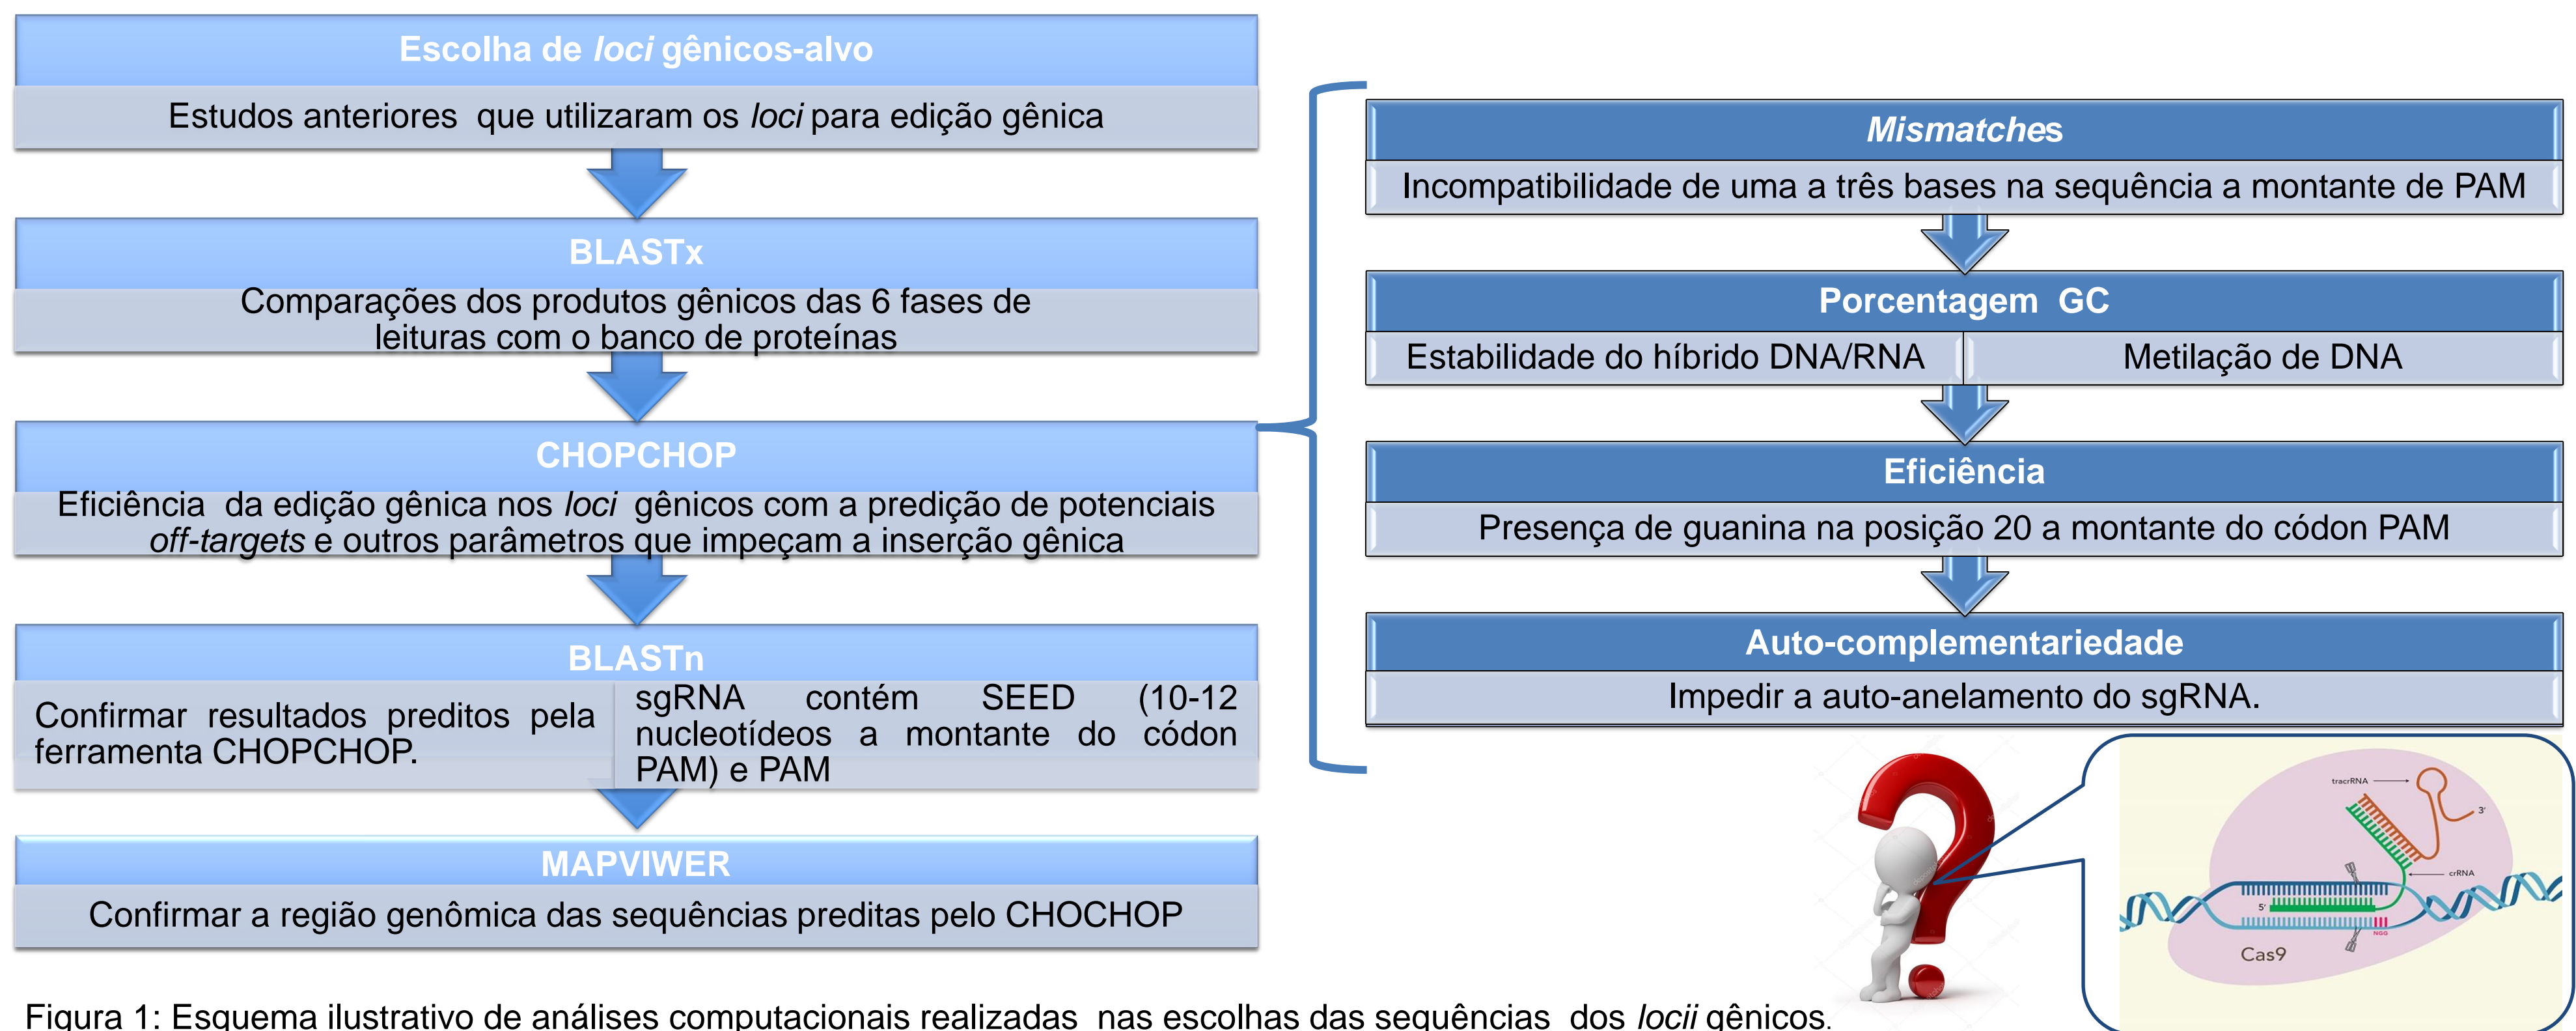 Escolha de loci gênicos-alvo
Estudos anteriores que utilizaram os loci para edição gênica
BLASTx
Comparações dos produtos gênicos das 6 fases de
leituras com o banco de proteínas
CHOPCHOP
Eficiência da edição gênica nos loci gênicos com a predição de potenciais
off-targets e outros parâmetros que impeçam a inserção gênica
BLASTn
Confirmar resultados preditos pela
ferramenta CHOPCHOP.
sgRNA contém SEED (10-12
nucleotídeos a montante do códon
PAM) e PAM
MAPVIWER
Confirmar a região genômica das sequências preditas pelo CHOCHOP
Mismatches
Incompatibilidade de uma a três bases na sequência a montante de PAM
Porcentagem GC
Estabilidade do híbrido DNA/RNA
Metilação de DNA
Eficiência
Presença de guanina na posição 20 a montante do códon PAM
Auto-complementariedade
Impedir a auto-anelamento do sgRNA.
tracrRNA
3'
crRNA
5'
NGG
Cas9
Figura 1: Esquema ilustrativo de análises computacionais realizadas nas escolhas das sequências dos locii gênicos.